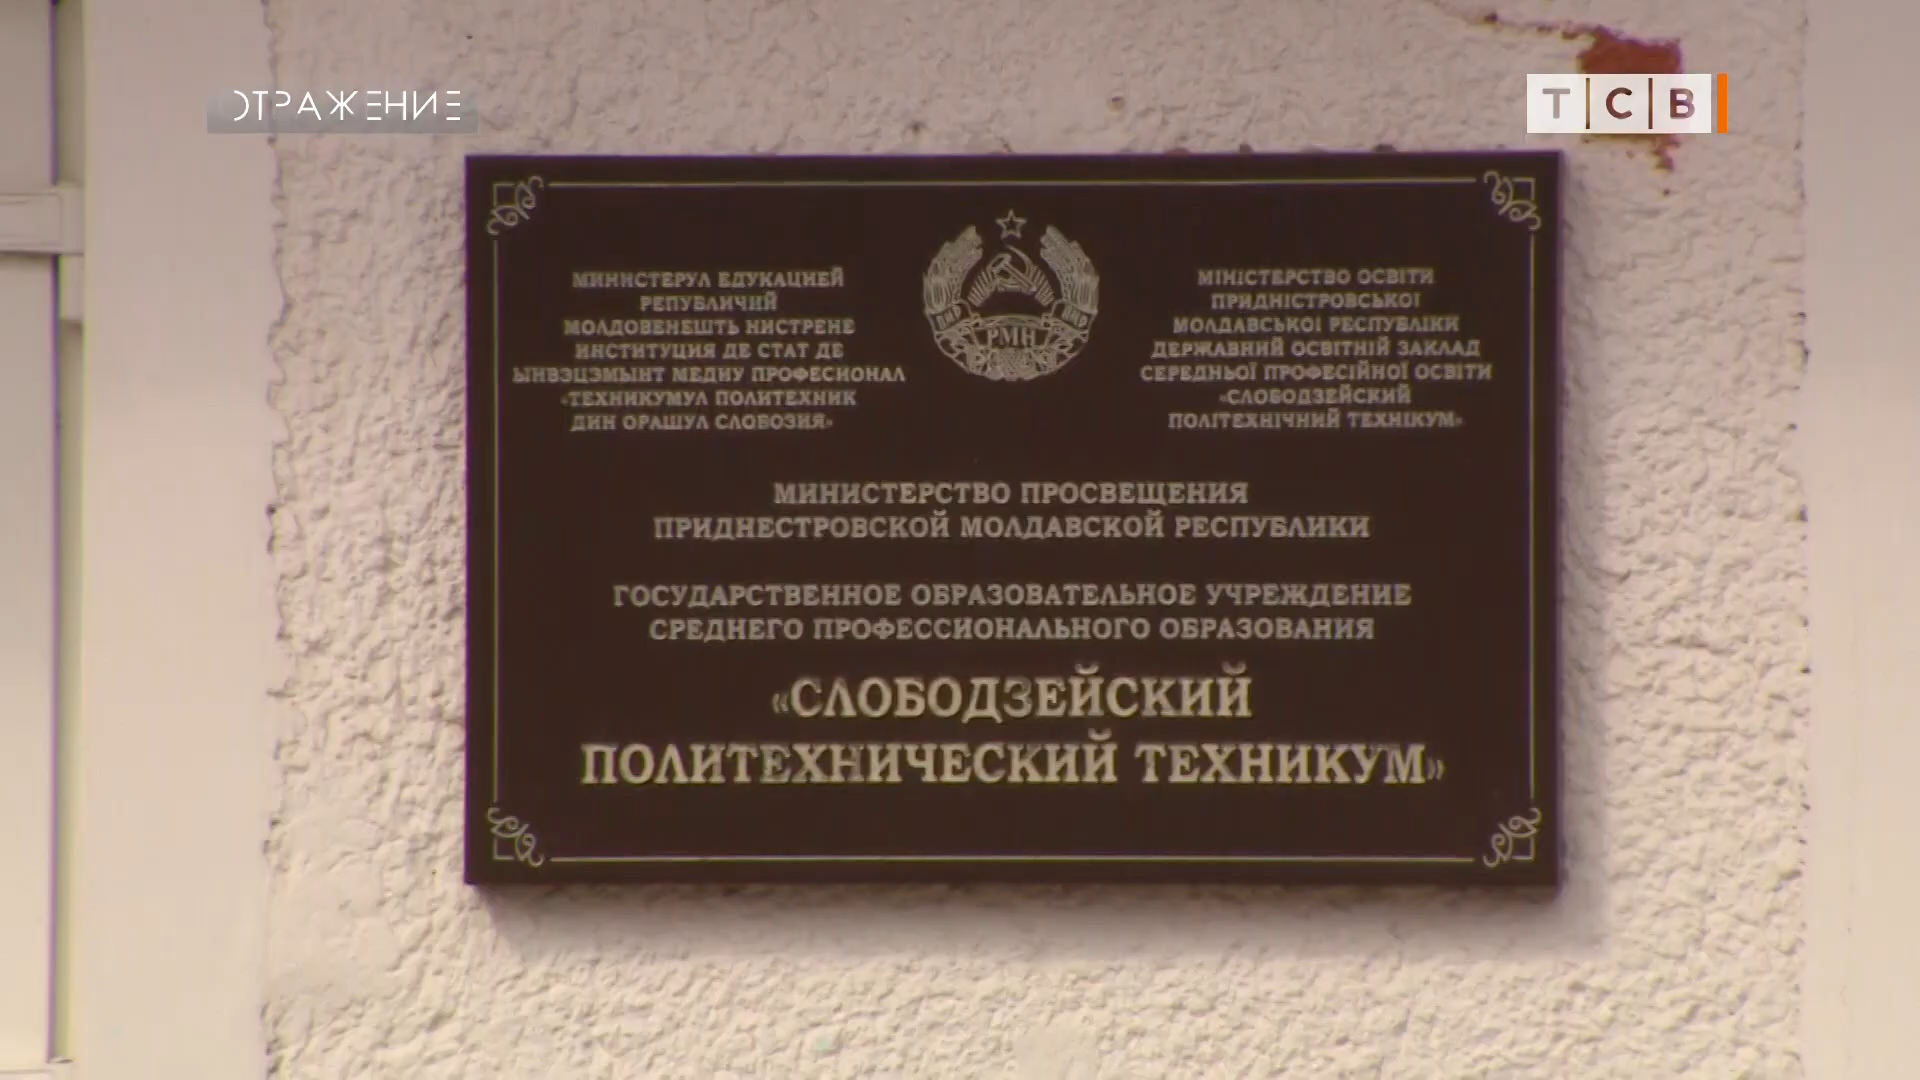 ОТРАЖЕНИЕ
Т|С|В
МИНИСТЕРУЛ ЕДУКАЦИЕЙ
РЕПУБЛИЧИЙ
МОЛДОВЕНЕШТЬ НИСТРЕНЕ
ИНСТИТУЦИЯ ДЕ СТАТ ДЕ
ЫНВЭЦЭМЫНТ МЕДИУ ПРОФЕСИОНАЛ
«ТЕХНИКУМУЛ ПОЛИТЕХНИК
ДИН ОРАШУЛ СЛОБОЗИЯ»
ПМР
РМН
ПМР
МІНІСТЕРСТВО ОСВІТИ
ПРИДНІСТРОВСЬКОЇ
МОЛДАВСЬКОЇ РЕСПУБЛІКИ
ДЕРЖАВНИЙ ОСВІТНІЙ ЗАКЛАД
СЕРЕДНЬОЇ ПРОФЕСІЙНОЇ ОСВІТИ
«СЛОБОДЗЕЙСКИЙ
ПОЛІТЕХНІЧНИЙ ТЕХНІКУМ»
МИНИСТЕРСТВО ПРОСВЕЩЕНИЯ
ПРИДНЕСТРОВСКОЙ МОЛДАВСКОЙ РЕСПУБЛИКИ
ГОСУДАРСТВЕННОЕ ОБРАЗОВАТЕЛЬНОЕ УЧРЕЖДЕНИЕ
СРЕДНЕГО ПРОФЕССИОНАЛЬНОГО ОБРАЗОВАНИЯ
«СЛОБОДЗЕЙСКИЙ
ПОЛИТЕХНИЧЕСКИЙ ТЕХНИКУМ»